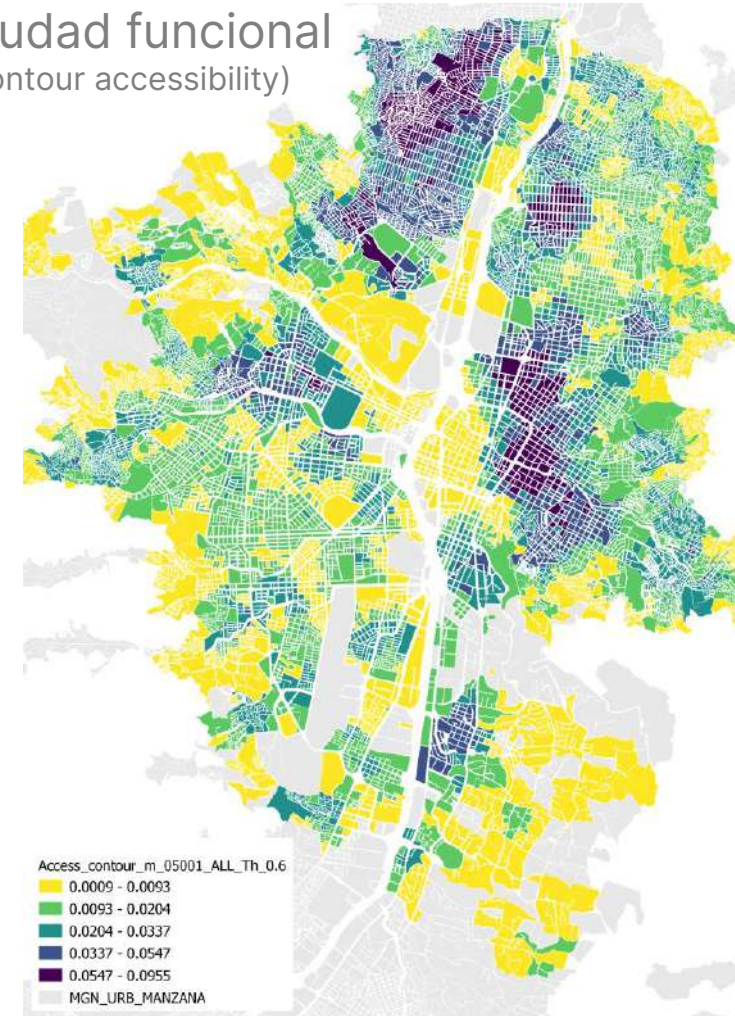 udad funcional
ontour accessibility)
Access_contour_m_05001_ALL_Th_0.6
0.0009 - 0.0093
0.0093 - 0.0204
0.0204 - 0.0337
0.0337 - 0.0547
0.0547 - 0.0955
MGN_URB_MANZANA